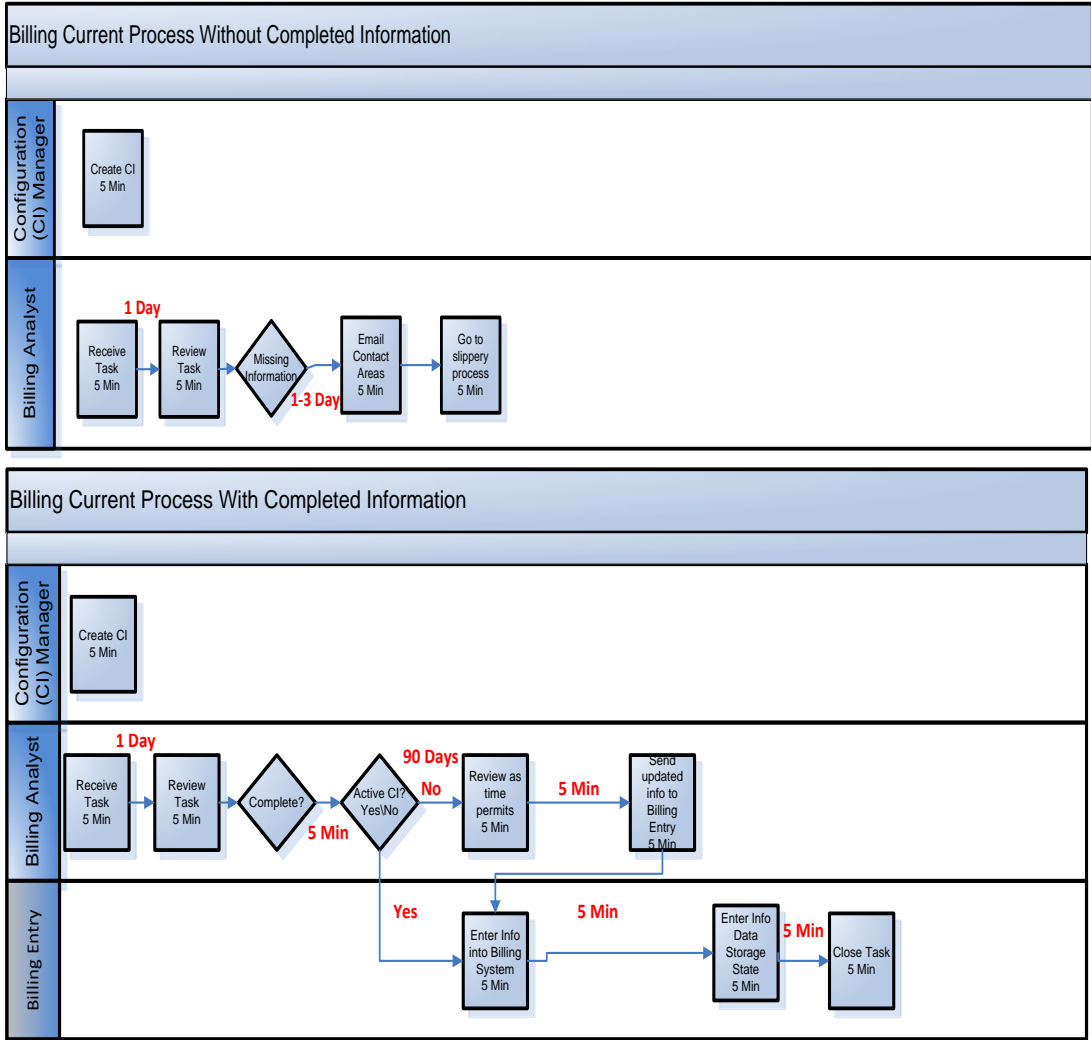 Billing Current Process Without Completed Information
Configuration
(CI) Manager
Create CI
5 Min
Billing Analyst
1 Day
Receive
Task
5 Min
Review
Task
5 Min
Missing
Information
1-3 Day
Email
Contact
Areas
5 Min
Go to
slippery
process
5 Min
Billing Current Process With Completed Information
Configuration
(CI) Manager
Create CI
5 Min
Billing Analyst
1 Day
Receive
Task
5 Min
Review
Task
5 Min
Complete?
5 Min
Active CI?
Yes\No
90 Days
No
Review as
time
permits
5 Min
5 Min
Send
updated
info to
Billing
Entry
5 Min
Billing Entry
Yes
Enter Info
into Billing
System
5 Min
5 Min
Enter Info
Data
Storage
State
5 Min
5 Min
Close Task
5 Min